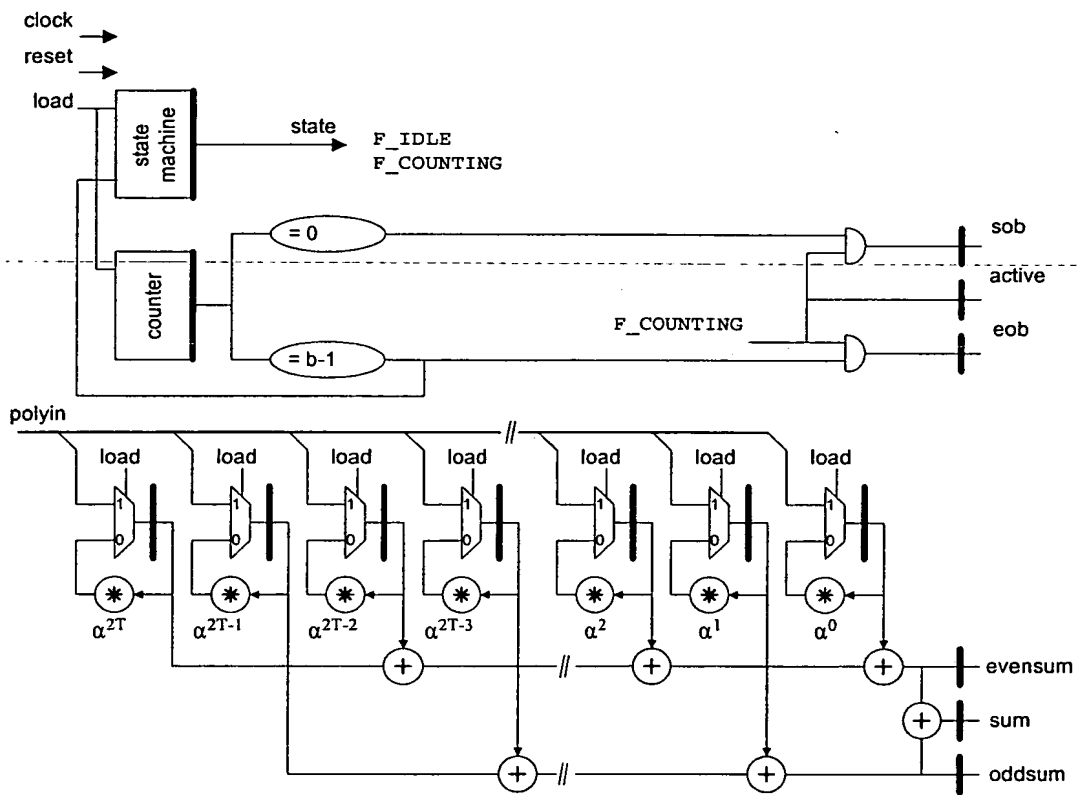 clock
reset
load
state machine
state
F_IDLE
F_COUNTING
= 0
sob
counter
active
F_COUNTING
eob
= b-1
polyin
//
load load load load load load load
1 1 1 1 1 1 1
0 0 0 0 0 0 0
* * * * * * *
α2T α2T-1 α2T-2 α2T-3 α2 α1 α0
+ // + + evensum
+ sum
+ // + oddsum